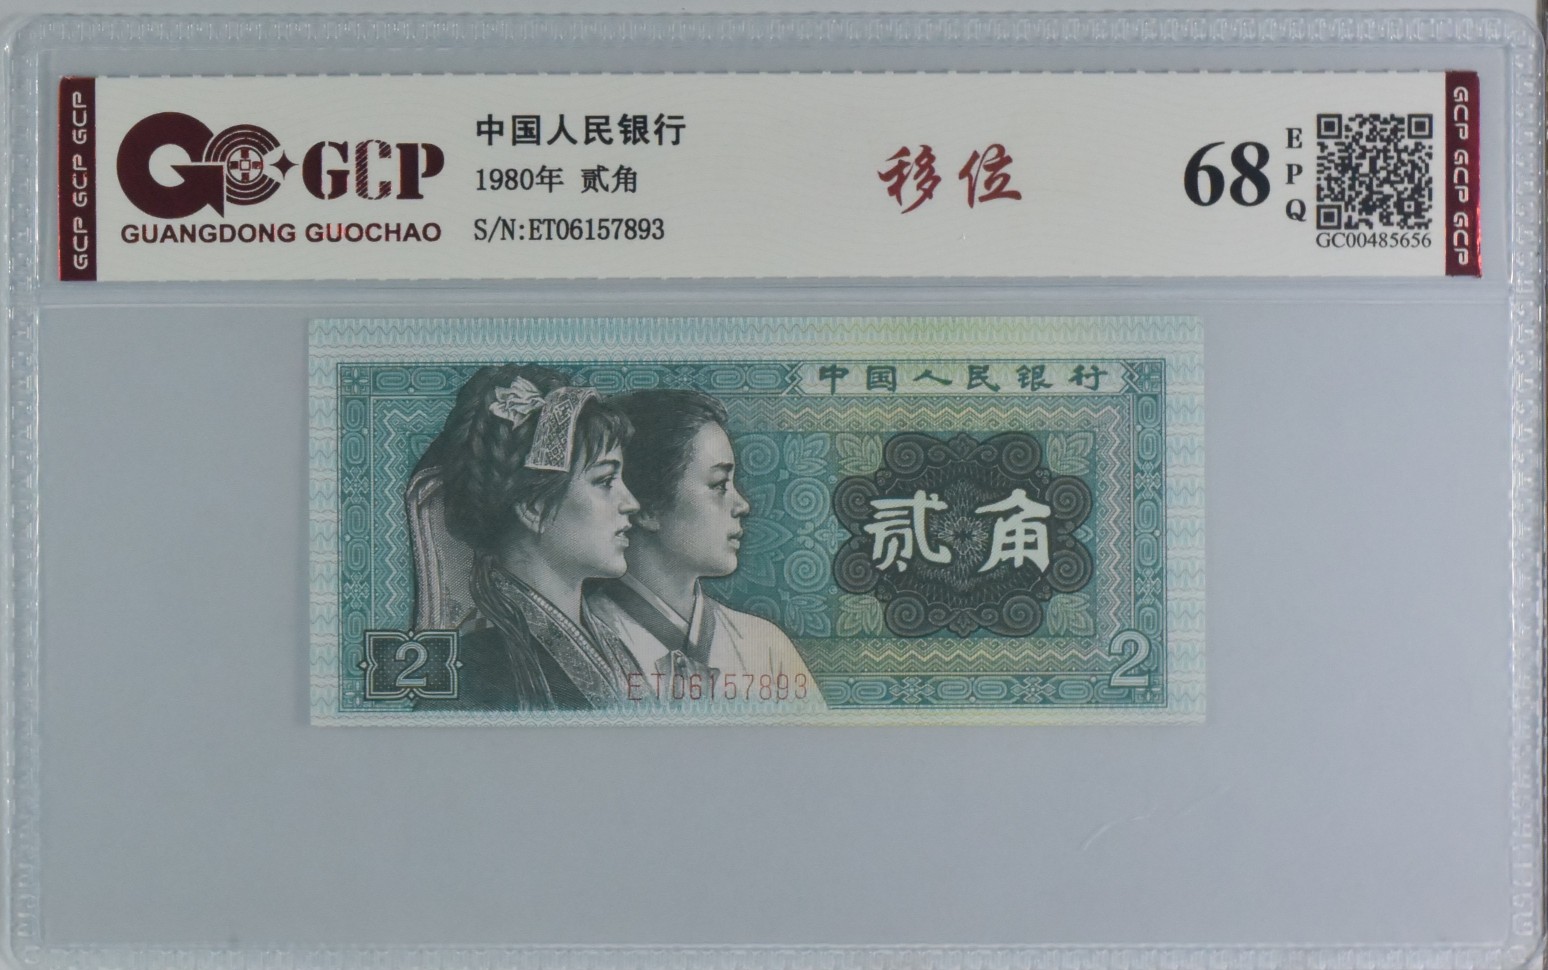 GCP GCP GCP
GCP
GUANGDONG GUOCHAO
中国人民银行
1980年 贰角
S/N:ET06157893
移位
68
E
P
Q
GC00485656
GCP GCP GCP
中国人民银行
贰角
2
2
ET06157893